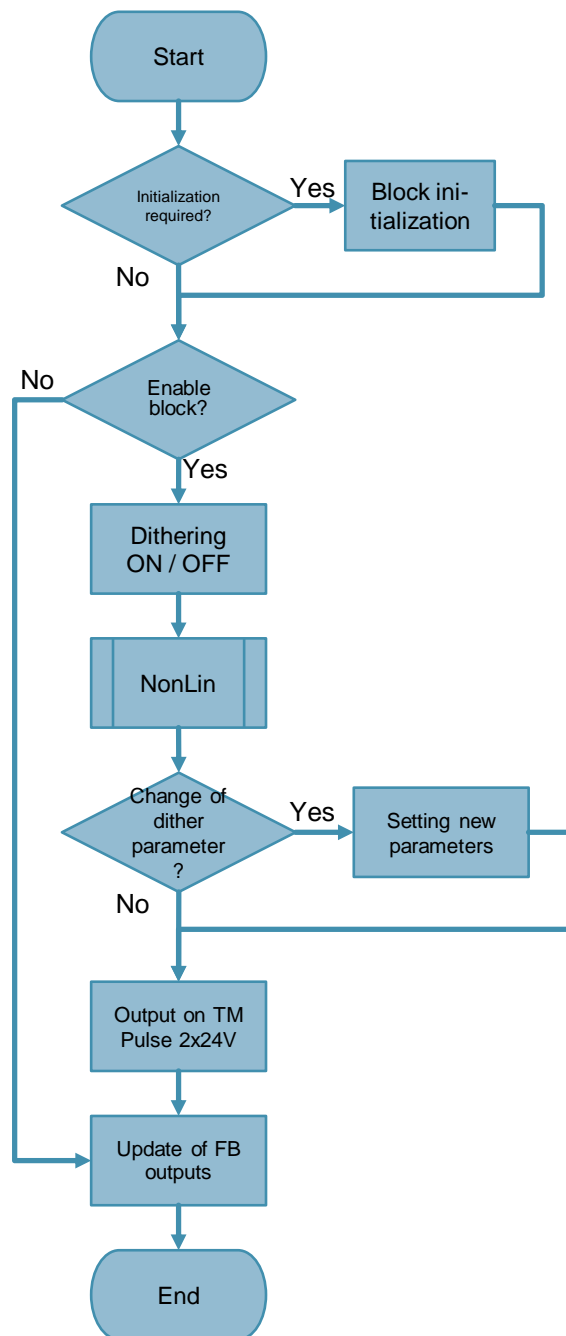 Start
Initialization
required?
Yes
Block ini-
tialization
No
No
Enable
block?
Yes
Dithering
ON / OFF
NonLin
Change of
dither
parameter
?
Yes
Setting new
parameters
No
Output on TM
Pulse 2x24V
Update of FB
outputs
End